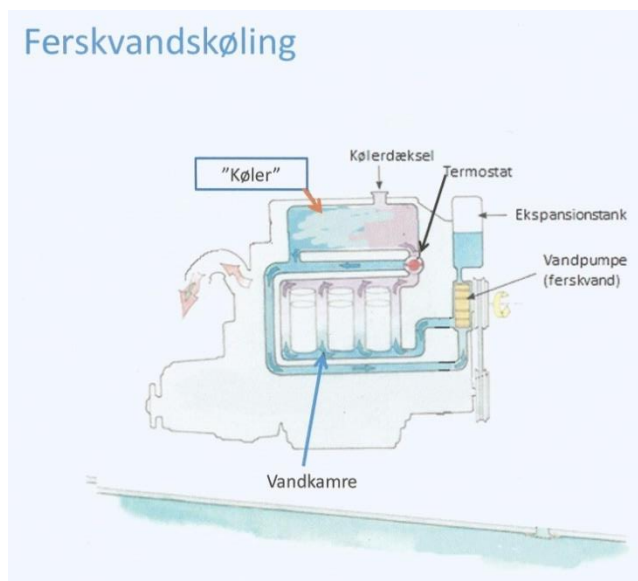 Ferskvandskøling
Kølerdæksel
"Køler"
Termostat
Ekspansionstank
Vandpumpe
(ferskvand)
Vandkamre